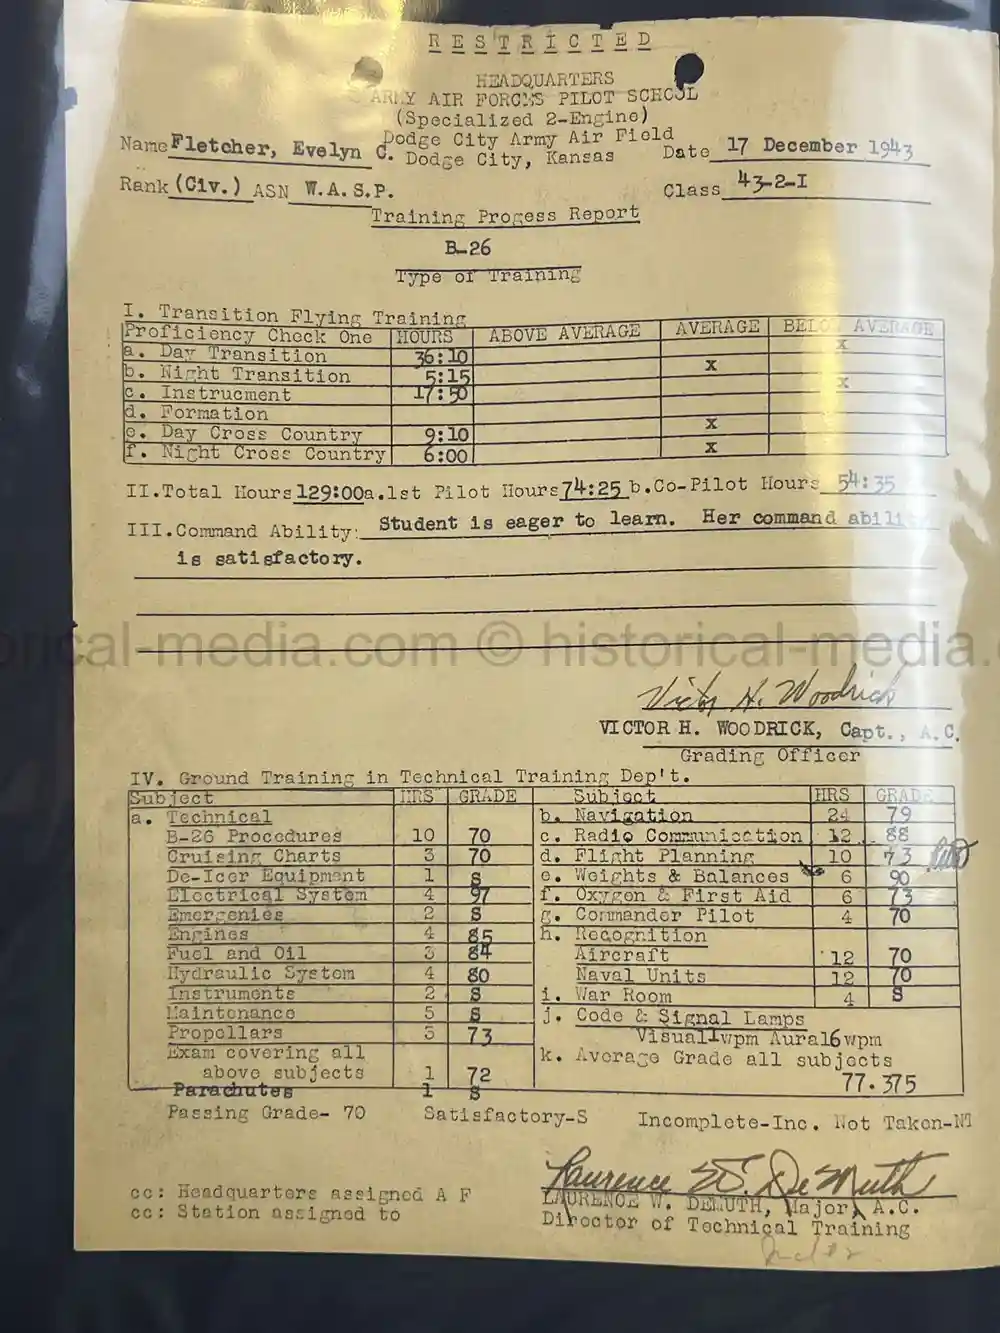 RESTRICTED
HEADQUARTERS
ARMY AIR FORCES PILOT SCHOOL
(Specialized 2-Engine)
Dodge City Army Air Field
Name Fletcher, Evelyn C. Dodge City, Kansas Date 17 December 1943
Rank (Civ.) ASN W.A.S.P. Class 43-2-I
Training Progess Report
B-26
Type of Training
I. Transition Flying Training
Proficiency Check One HOURS ABOVE AVERAGE AVERAGE BELOW AVERAGE
a. Day Transition 36:10 x
b. Night Transition 5:15 x
c. Instrucment 17:50 x
d. Formation
e. Day Cross Country 9:10 x
f. Night Cross Country 6:00 x
II. Total Hours 129:00 a. 1st Pilot Hours 74:25 b. Co-Pilot Hours 54:35
III. Command Ability: Student is eager to learn. Her command ability
is satisfactory.
historical-media.com © historical-media.
Victor H. Woodrick
VICTOR H. WOODRICK, Capt., A.C.
Grading Officer
IV. Ground Training in Technical Training Dep't.
Subject HRS GRADE Subject HRS GRADE
a. Technical b. Navigation 24 79
B-26 Procedures 10 70 c. Radio Communication 12 88
Cruising Charts 3 70 d. Flight Planning 10 73
De-Icer Equipment 1 S e. Weights & Balances 6 90
Electrical System 4 97 f. Oxygen & First Aid 6 73
Emergenies 2 S g. Commander Pilot 4 70
Engines 4 85 h. Recognition
Fuel and Oil 3 84 Aircraft 12 70
Hydraulic System 4 80 Naval Units 12 70
Instruments 2 S i. War Room 4 S
Maintenance 5 S j. Code & Signal Lamps
Propellars 3 73 Visual 1 wpm Aural 6 wpm
Exam covering all k. Average Grade all subjects
above subjects 1 72 77.375
Parachutes 1 S
Passing Grade- 70 Satisfactory-S Incomplete-Inc. Not Taken-NT
Laurence W. DeMuth
cc: Headquarters assigned A F LAURENCE W. DEMUTH, Major, A.C.
cc: Station assigned to Director of Technical Training